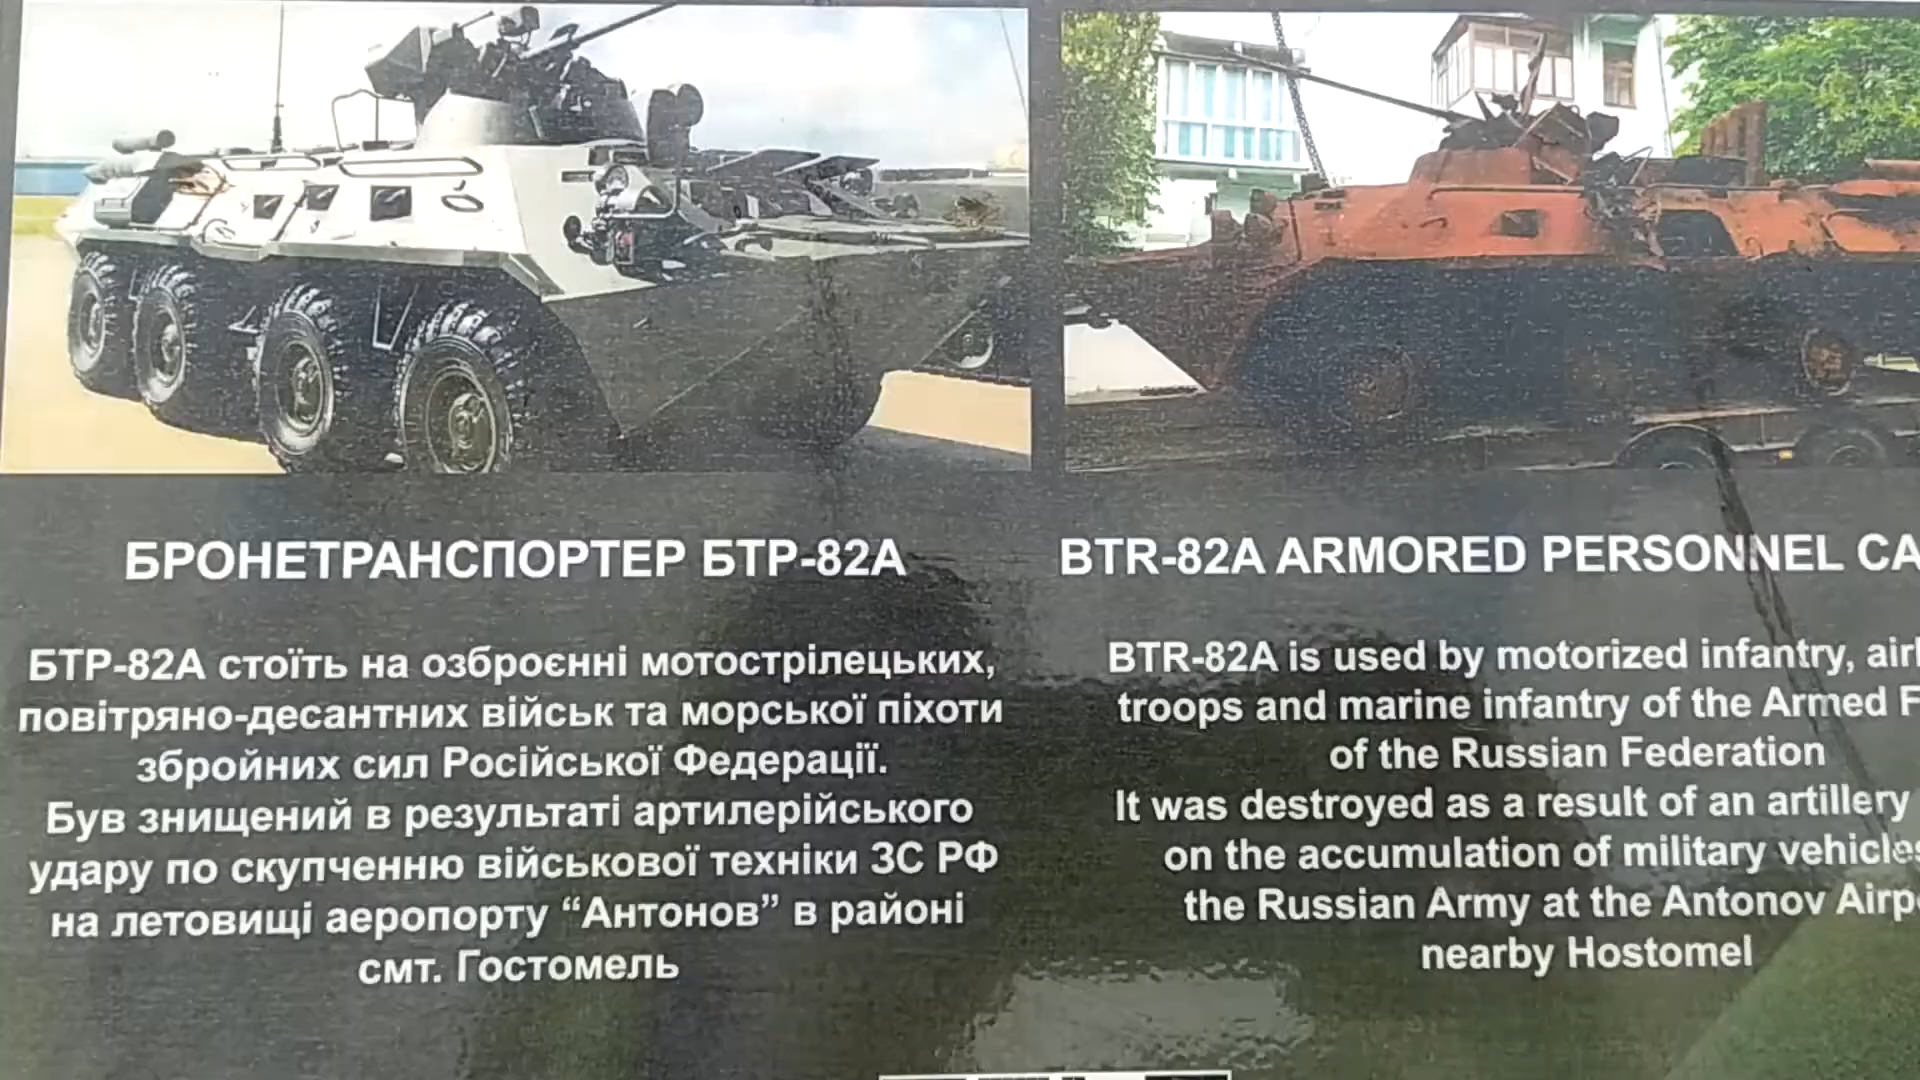 БРОНЕТРАНСПОРТЕР БТР-82А
БТР-82А стоїть на озброєнні мотострілецьких,
повітряно-десантних військ та морської піхоти
збройних сил Російської Федерації.
Був знищений в результаті артилерійського
удару по скупченню військової техніки ЗС РФ
на летовищі аеропорту “Антонов” в районі
смт. Гостомель
BTR-82A ARMORED PERSONNEL
BTR-82A is used by motorized infantry,
troops and marine infantry of the Armed
of the Russian Federation
It was destroyed as a result of an artillery
on the accumulation of military vehicles
the Russian Army at the Antonov
nearby Hostomel